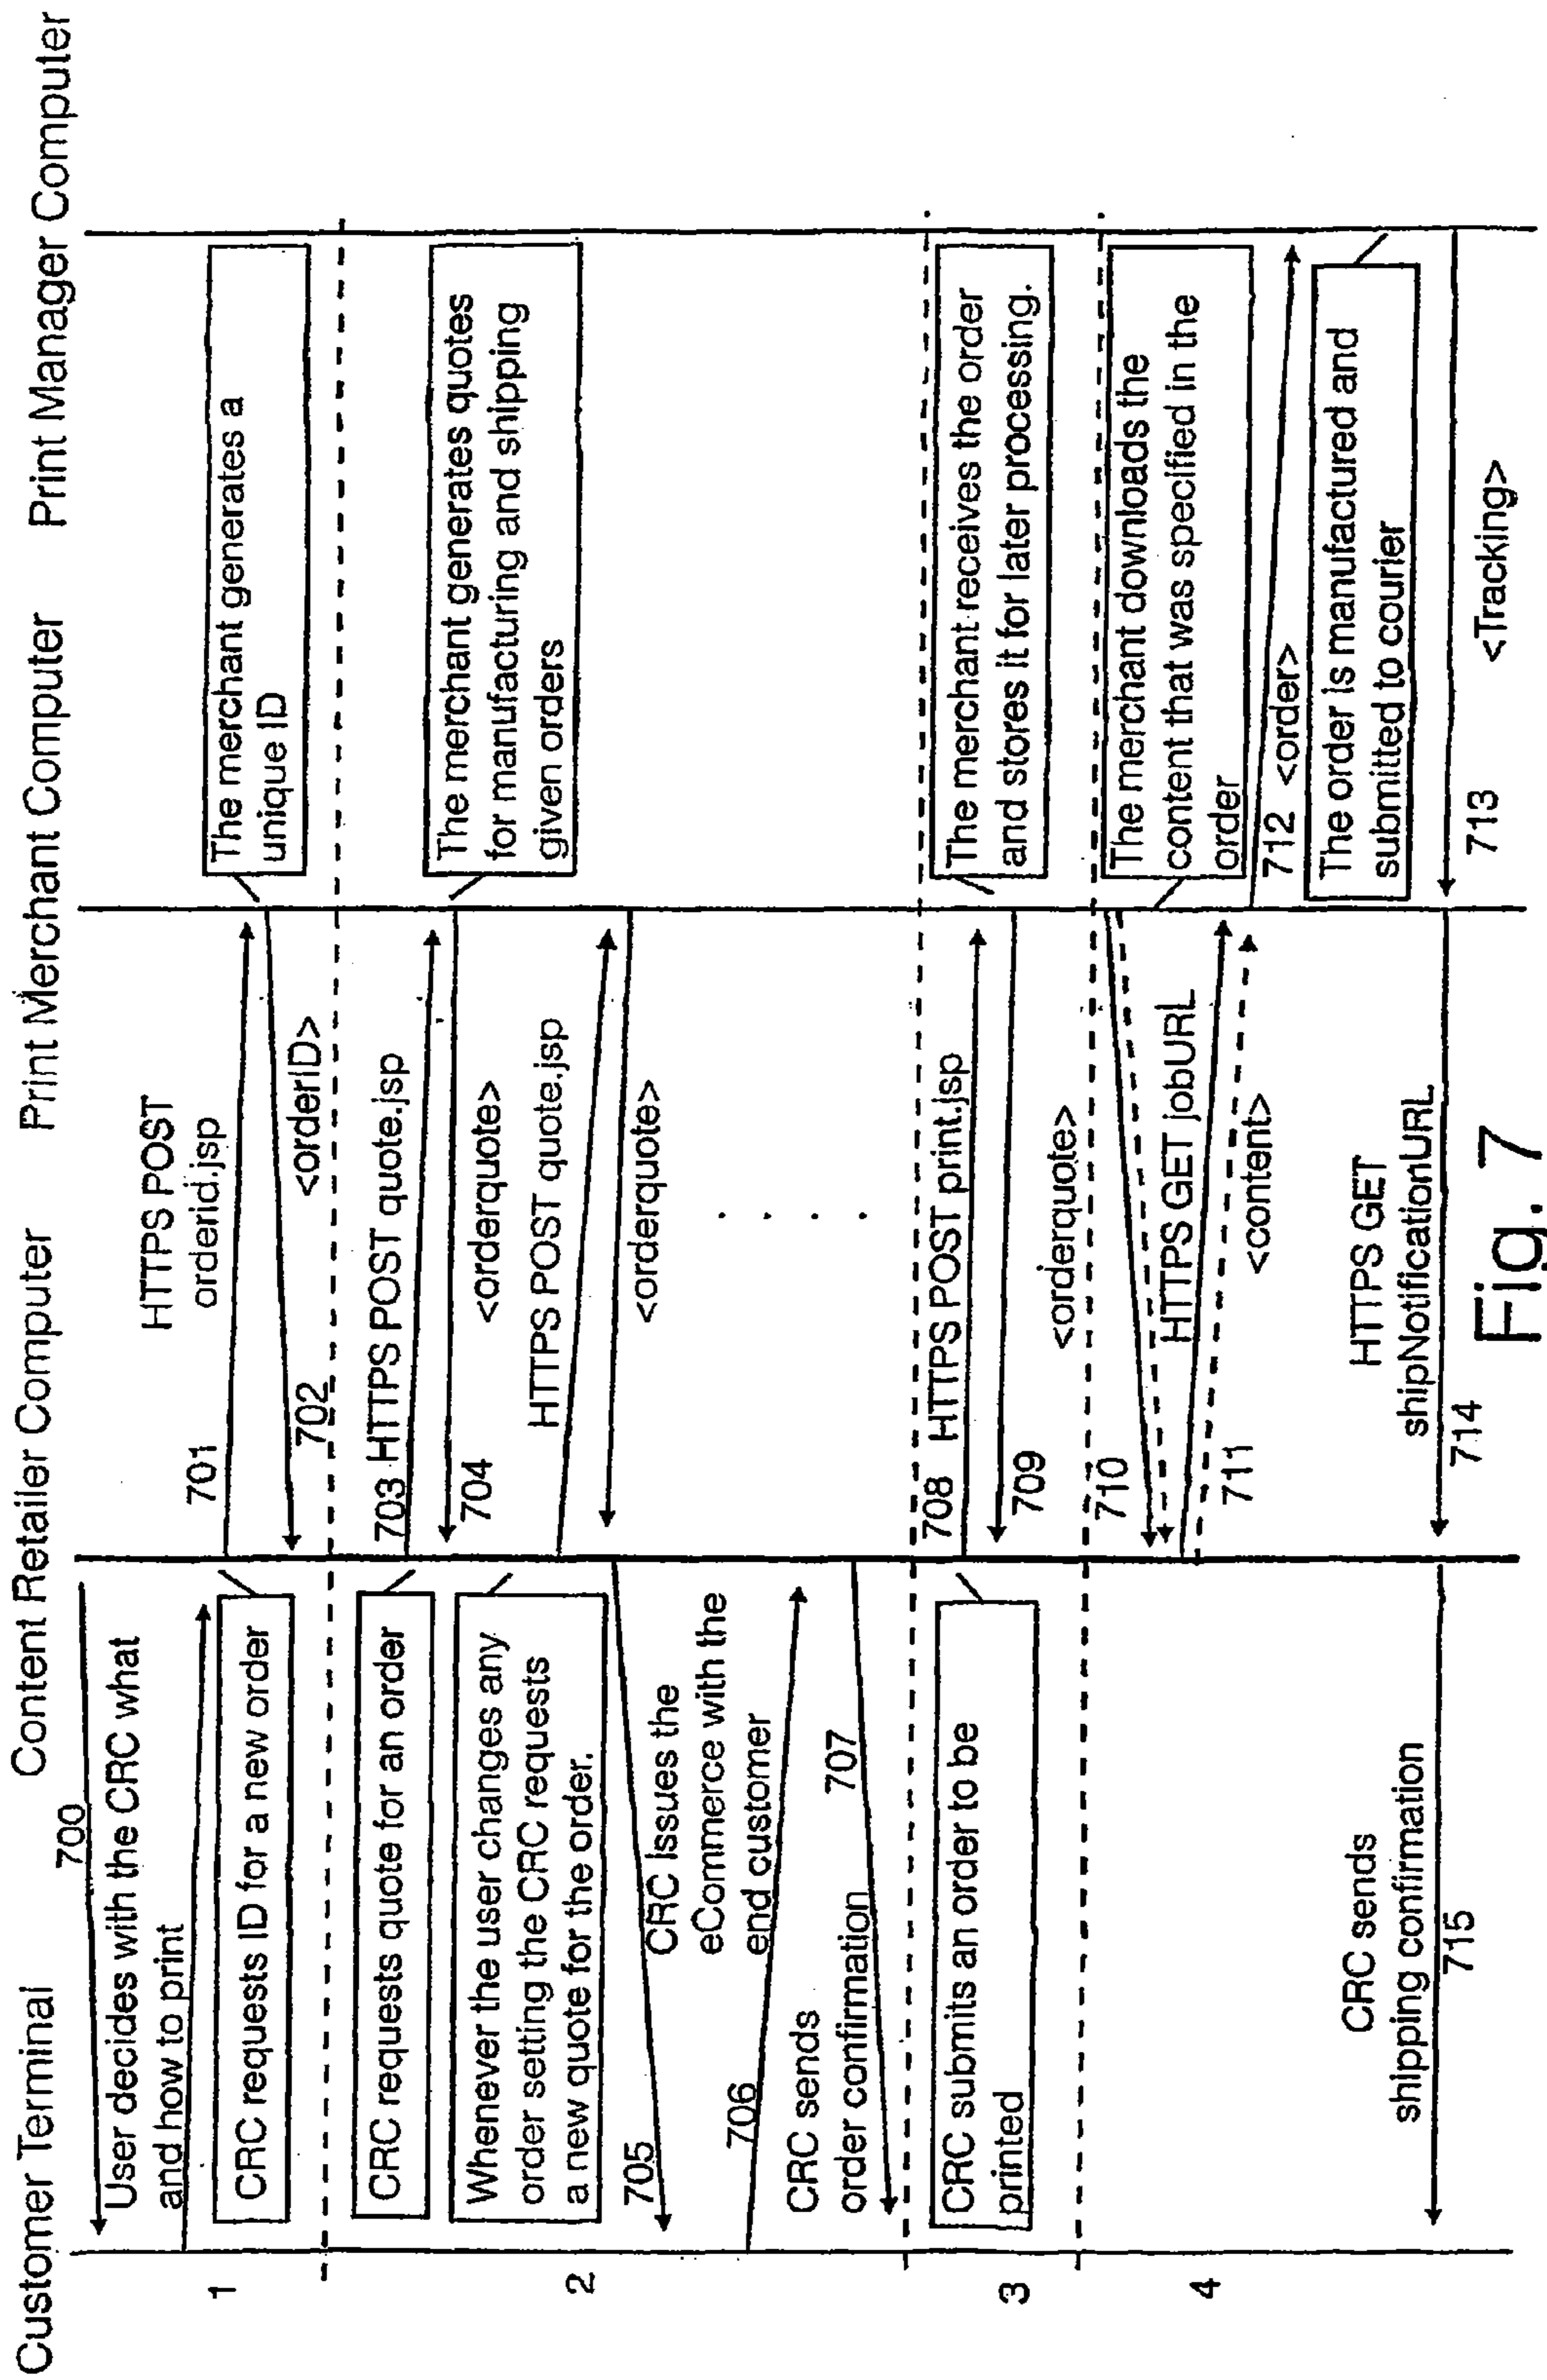 Customer Terminal
Content Retailer Computer
Print Merchant Computer
Print Manager Computer
1
700
User decides with the CRC what
and how to print
CRC requests ID for a new order
701
HTTPS POST
orderid.jsp
The merchant generates a
unique ID
702
<orderID>
2
CRC requests quote for an order
703 HTTPS POST quote.jsp
The merchant generates quotes
for manufacturing and shipping
given orders
704
<orderquote>
Whenever the user changes any
order setting the CRC requests
a new quote for the order.
HTTPS POST quote.jsp
<orderquote>
705
CRC Issues the
eCommerce with the
end customer
706
CRC sends
order confirmation
707
3
CRC submits an order to be
printed
708 HTTPS POST print.jsp
The merchant receives the order
and stores it for later processing.
709
<orderquote>
4
710
HTTPS GET jobURL
The merchant downloads the
content that was specified in the
order
711
<content>
712 <order>
The order is manufactured and
submitted to courier
713
<Tracking>
HTTPS GET
shipNotificationURL
714
CRC sends
shipping confirmation
715
Fig. 7